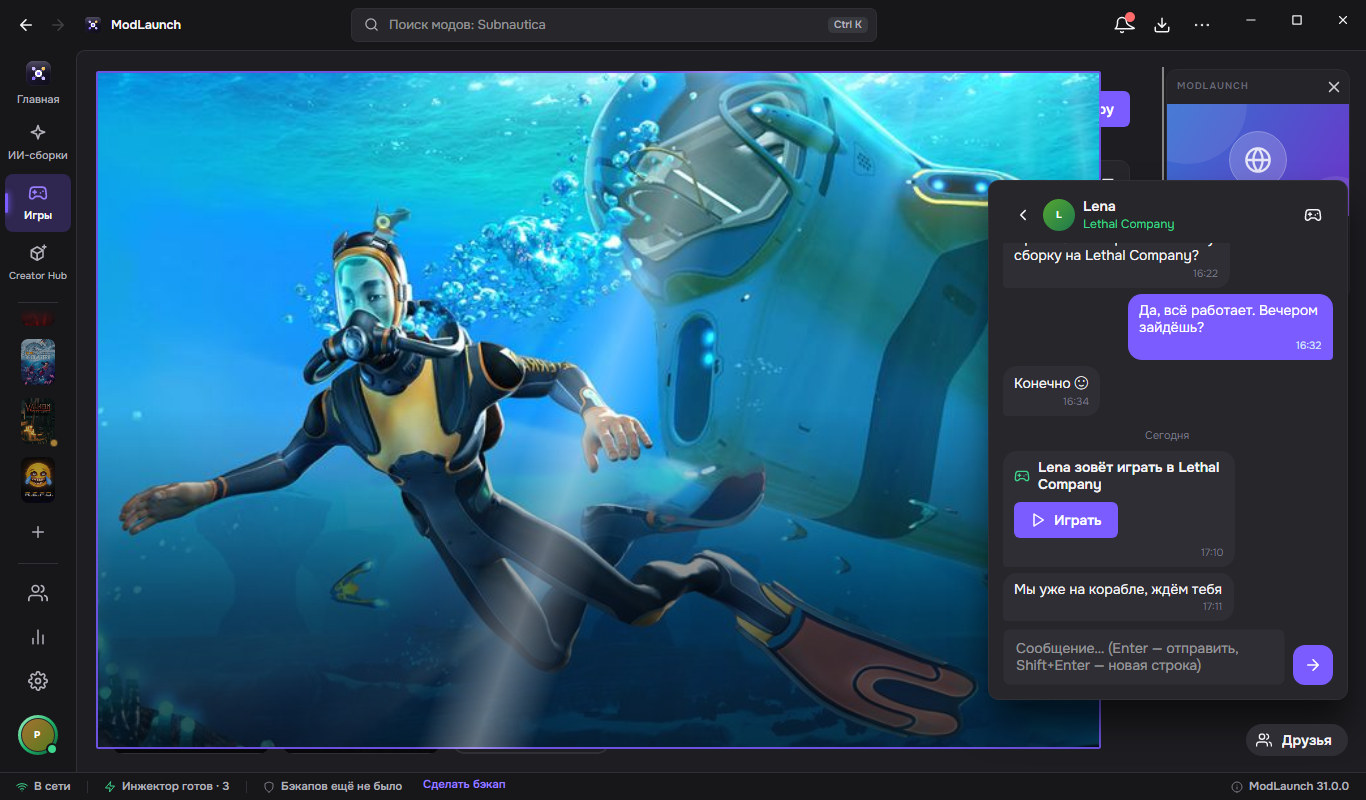 ModLaunch
Поиск модов: Subnautica
Ctrl K
Главная
ИИ-сборки
Игры
Creator Hub
MODLAUNCH
Lena
Lethal Company
сборку на Lethal Company?
16:22
Да, всё работает. Вечером
зайдёшь?
16:32
Конечно
16:34
Сегодня
Lena зовёт играть в Lethal
Company
Играть
17:10
Мы уже на корабле, ждём тебя
17:11
Сообщение... (Enter — отправить,
Shift+Enter — новая строка)
Друзья
L
P
В сети
Инжектор готов · 3
Бэкапов ещё не было
Сделать бэкап
ModLaunch 31.0.0